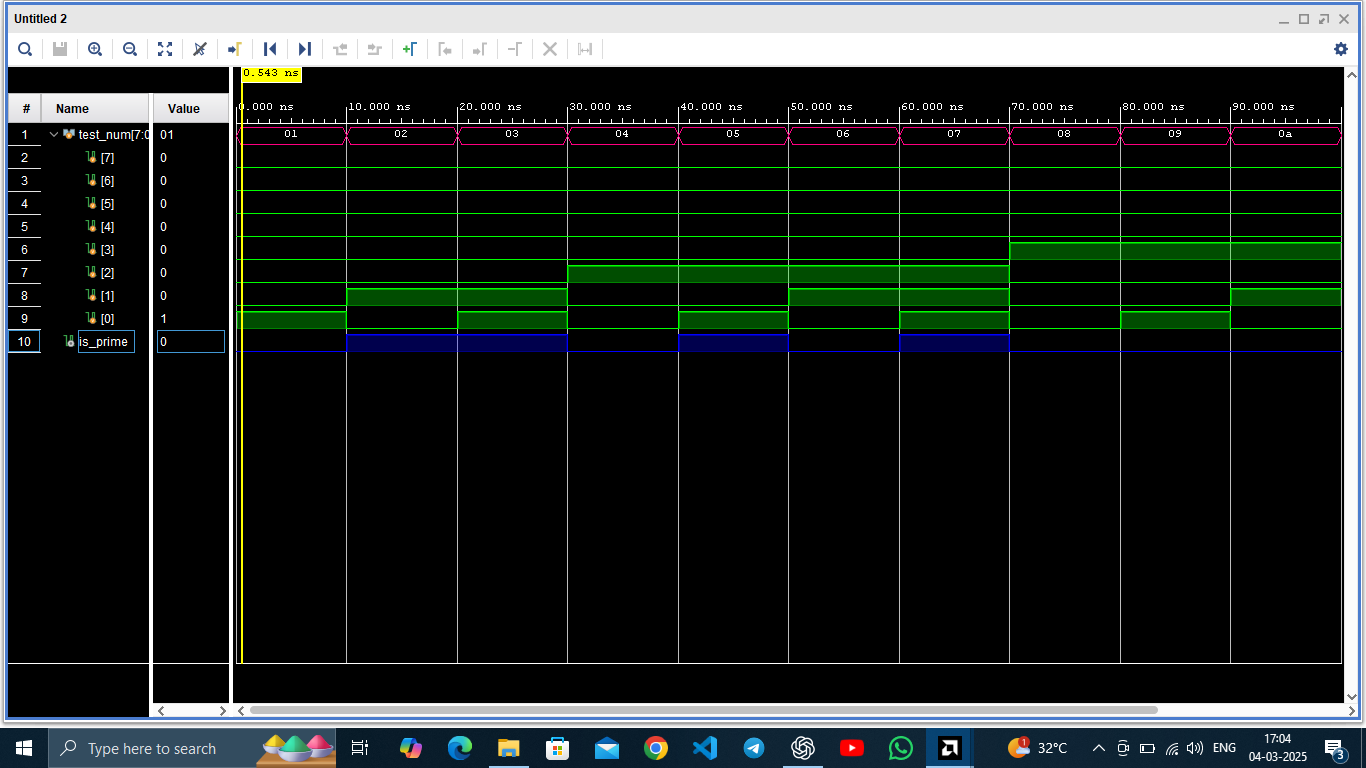 Untitled 2
0.543 ns
# Name Value
0.000 ns 10.000 ns 20.000 ns 30.000 ns 40.000 ns 50.000 ns 60.000 ns 70.000 ns 80.000 ns 90.000 ns
1 test_num[7:0 01 01 02 03 04 05 06 07 08 09 0a
2 [7] 0
3 [6] 0
4 [5] 0
5 [4] 0
6 [3] 0
7 [2] 0
8 [1] 0
9 [0] 1
10 is_prime 0
Type here to search
1 32°C ENG 17:04
04-03-2025 3